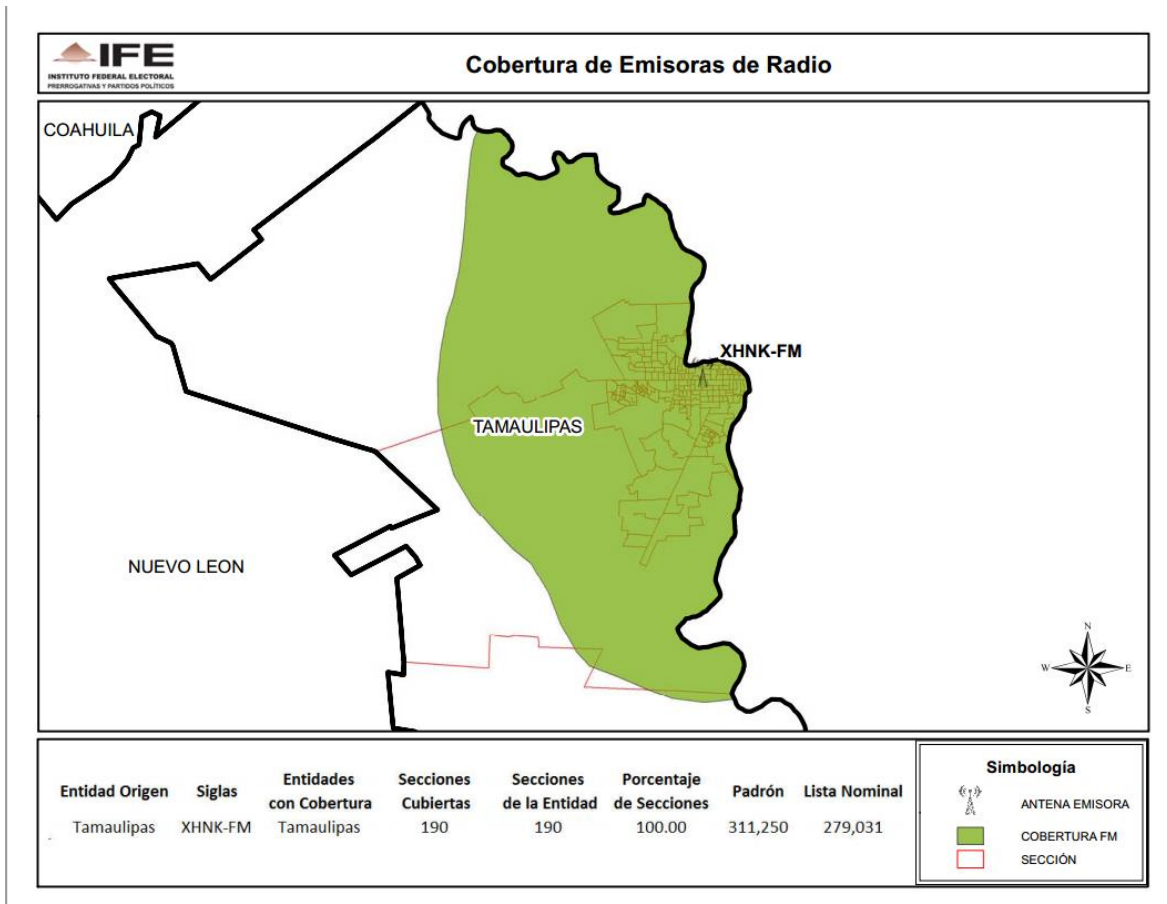 IFE
INSTITUTO FEDERAL ELECTORAL
PRERROGATIVAS Y PARTIDOS POLÍTICOS
Cobertura de Emisoras de Radio
COAHUILA
XHNK-FM
TAMAULIPAS
NUEVO LEON
N
W E
S
Entidad Origen Siglas Entidades con Cobertura Secciones Cubiertas Secciones de la Entidad Porcentaje de Secciones Padrón Lista Nominal
Tamaulipas XHNK-FM Tamaulipas 190 190 100.00 311,250 279,031
Simbología
ANTENA EMISORA
COBERTURA FM
SECCIÓN